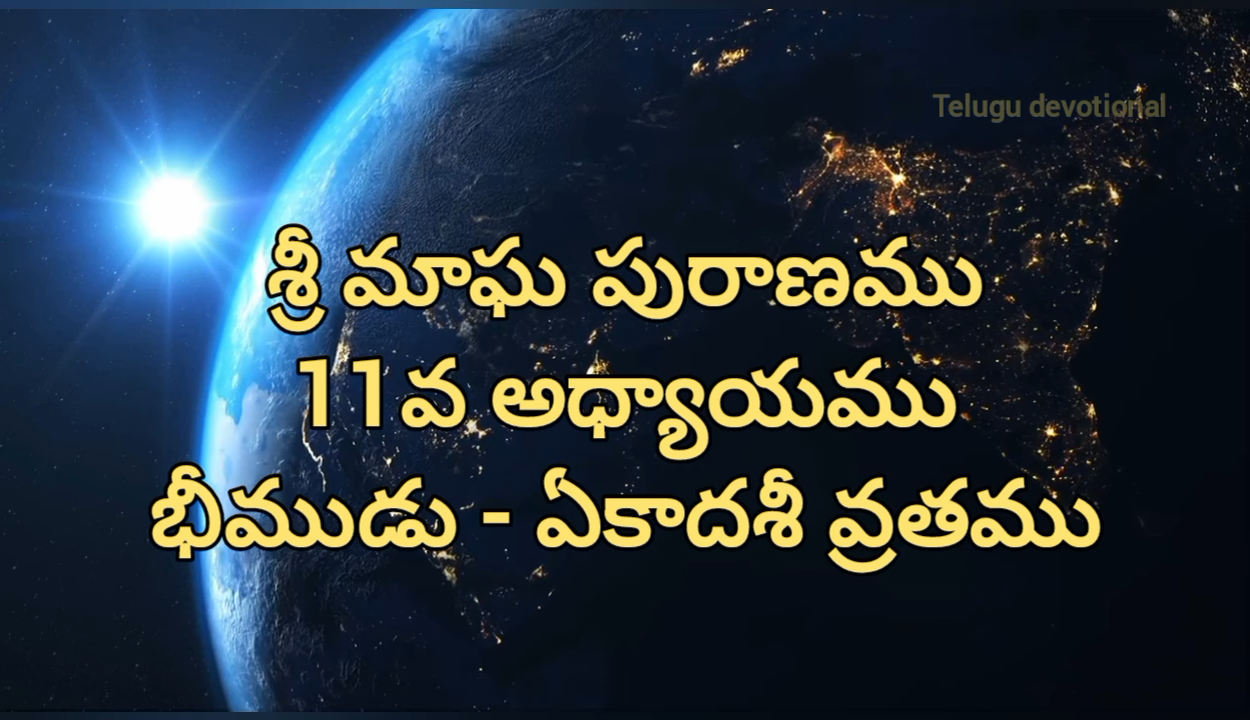 Telugu devotional
శ్రీ మాఘ పురాణము
11వ అధ్యాయము
భీముడు - ఏకాదశీ వ్రతము